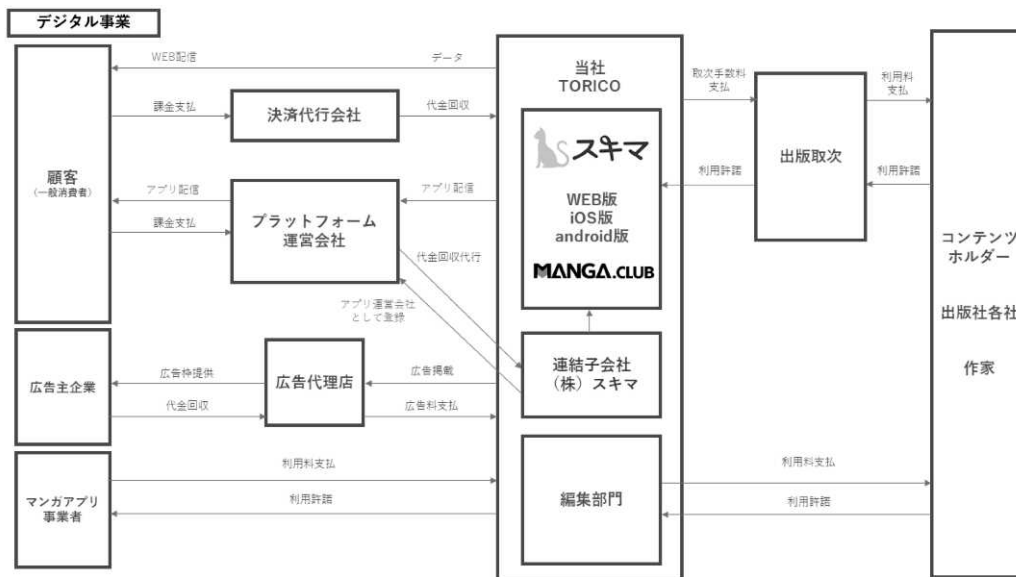 デジタル事業
WEB配信
データ
課金支払
決済代行会社
代金回収
顧客
(一般消費者)
アプリ配信
アプリ配信
課金支払
プラットフォーム
運営会社
代金回収代行
アプリ運営会社
として登録
広告主企業
広告枠提供
広告代理店
広告掲載
代金回収
広告料支払
マンガアプリ
事業者
利用料支払
利用許諾
当社
TORICO
スキマ
WEB版
iOS版
android版
MANGA.CLUB
連結子会社
(株)スキマ
編集部門
取次手数料
支払
利用許諾
出版取次
利用料
支払
利用許諾
利用料支払
利用許諾
コンテンツ
ホルダー
出版社各社
作家